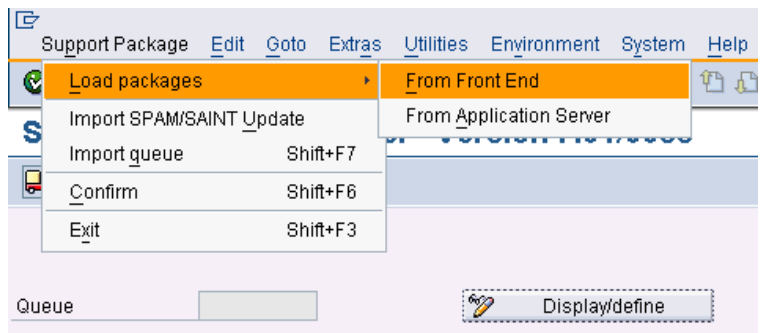 Support Package Edit Goto Extras Utilities Environment System Help
Load packages
From Front End
Import SPAM/SAINT Update
From Application Server
Import queue Shift+F7
Confirm Shift+F6
Exit Shift+F3
Queue
Display/define